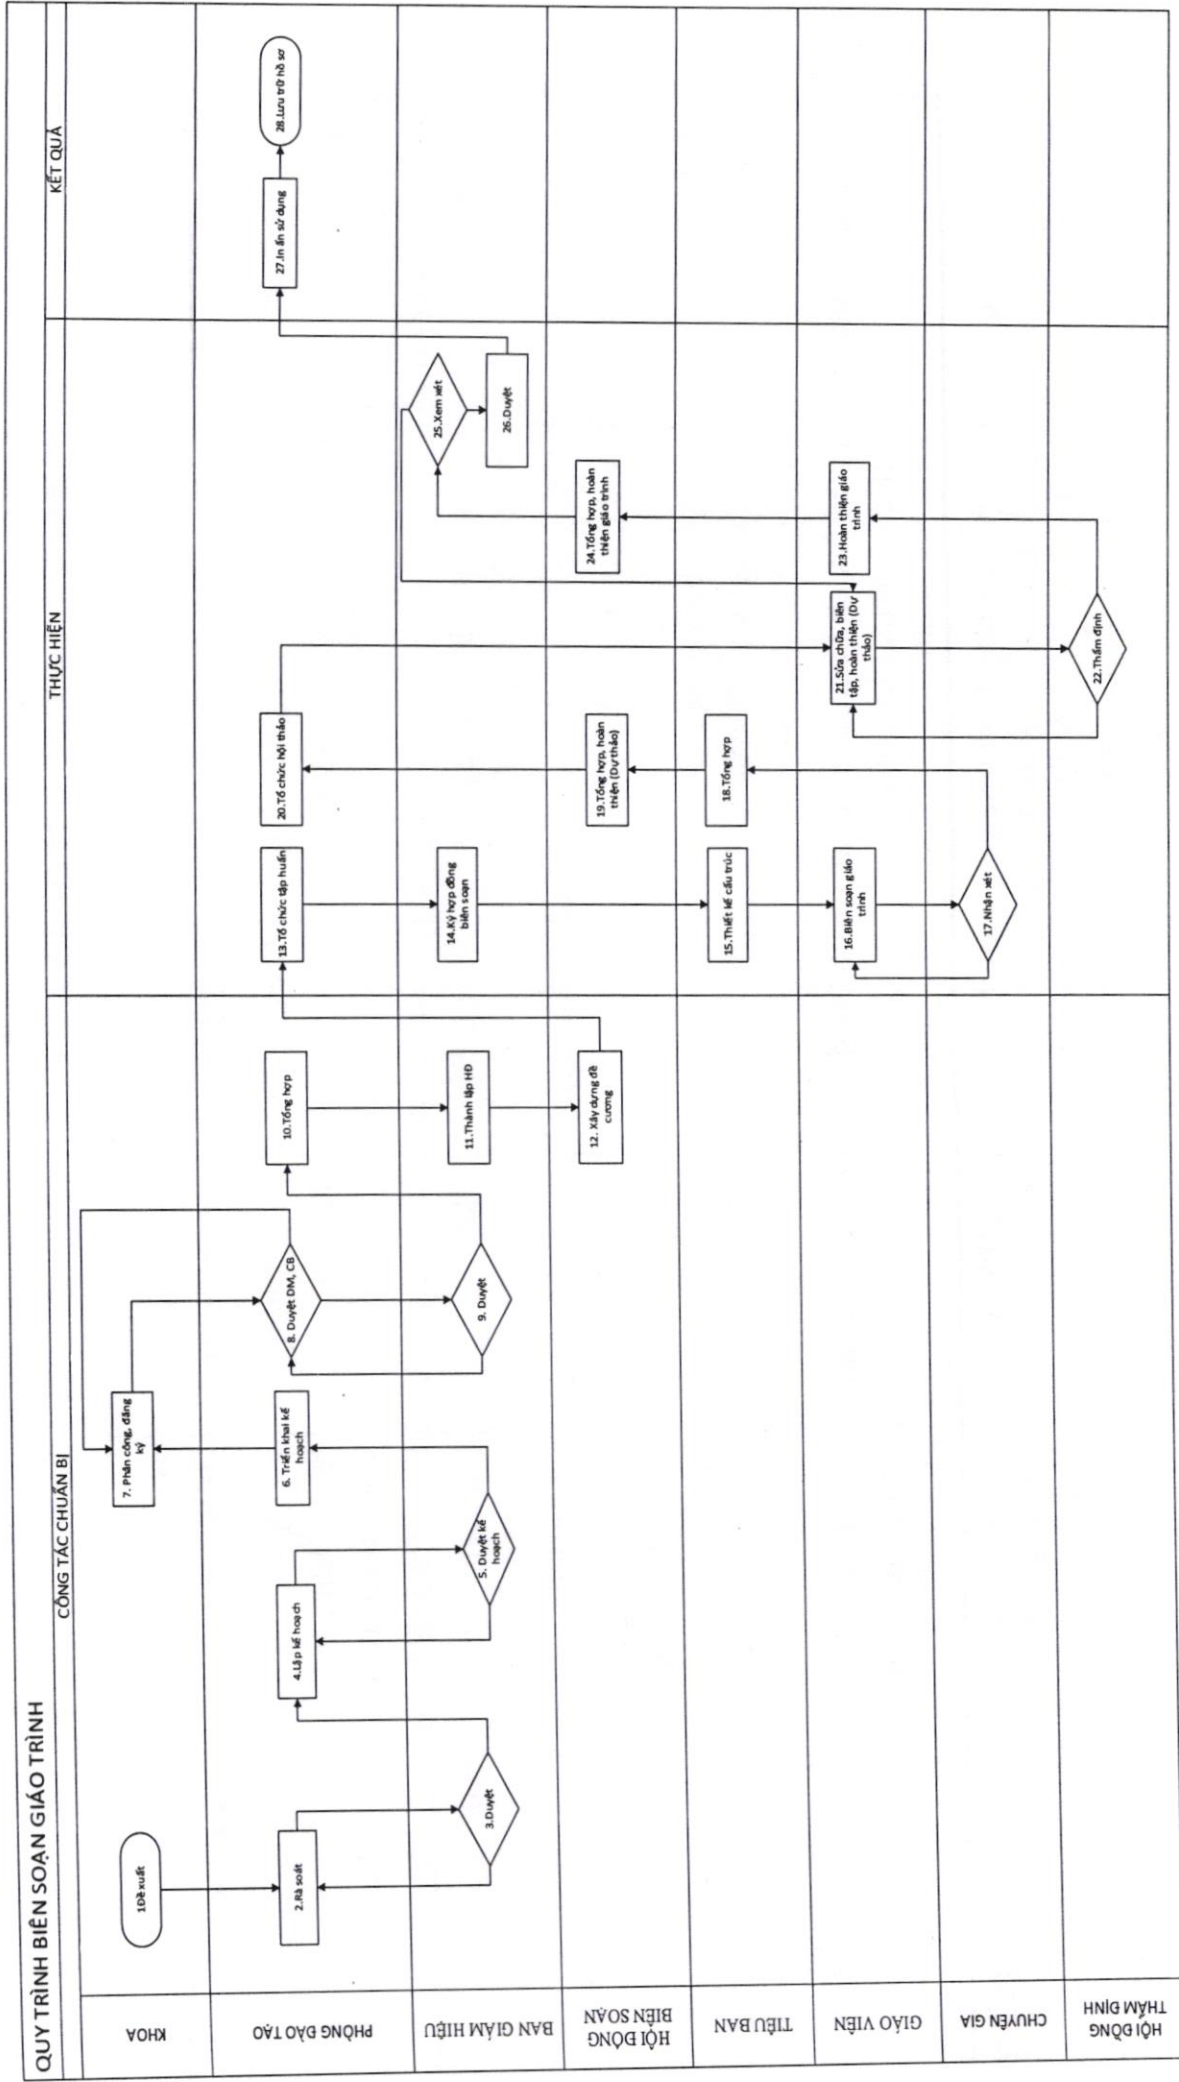 QUY TRÌNH BIÊN SOẠN GIÁO TRÌNH
CÔNG TÁC CHUẨN BỊ
THỰC HIỆN
KẾT QUẢ
KHOA
1Đề xuất
7. Phân công, đăng
ký
PHÒNG ĐÀO TẠO
2.Rà soát
4.Lập kế hoạch
6. Triển khai kế
hoạch
8. Duyệt DM, CB
10.Tổng hợp
13.Tổ chức tập huấn
20.Tổ chức hội thảo
27.In ấn sử dụng
28.Lưu trữ hồ sơ
BAN GIÁM HIỆU
3.Duyệt
5. Duyệt kế
hoạch
9. Duyệt
11.Thành lập HĐ
14.Ký hợp đồng
biên soạn
25.Xem xét
26.Duyệt
HỘI ĐỒNG
BIÊN SOẠN
12. Xây dựng đề
cương
19.Tổng hợp, hoàn
thiện (Dự thảo)
24.Tổng hợp, hoàn
thiện giáo trình
TIỂU BAN
15.Thiết kế cấu trúc
18.Tổng hợp
GIÁO VIÊN
16.Biên soạn giáo
trình
21.Sửa chữa, biên
tập, hoàn thiện (Dự
thảo)
23.Hoàn thiện giáo
trình
CHUYÊN GIA
17.Nhận xét
HỘI ĐỒNG
THẨM ĐỊNH
22.Thẩm định